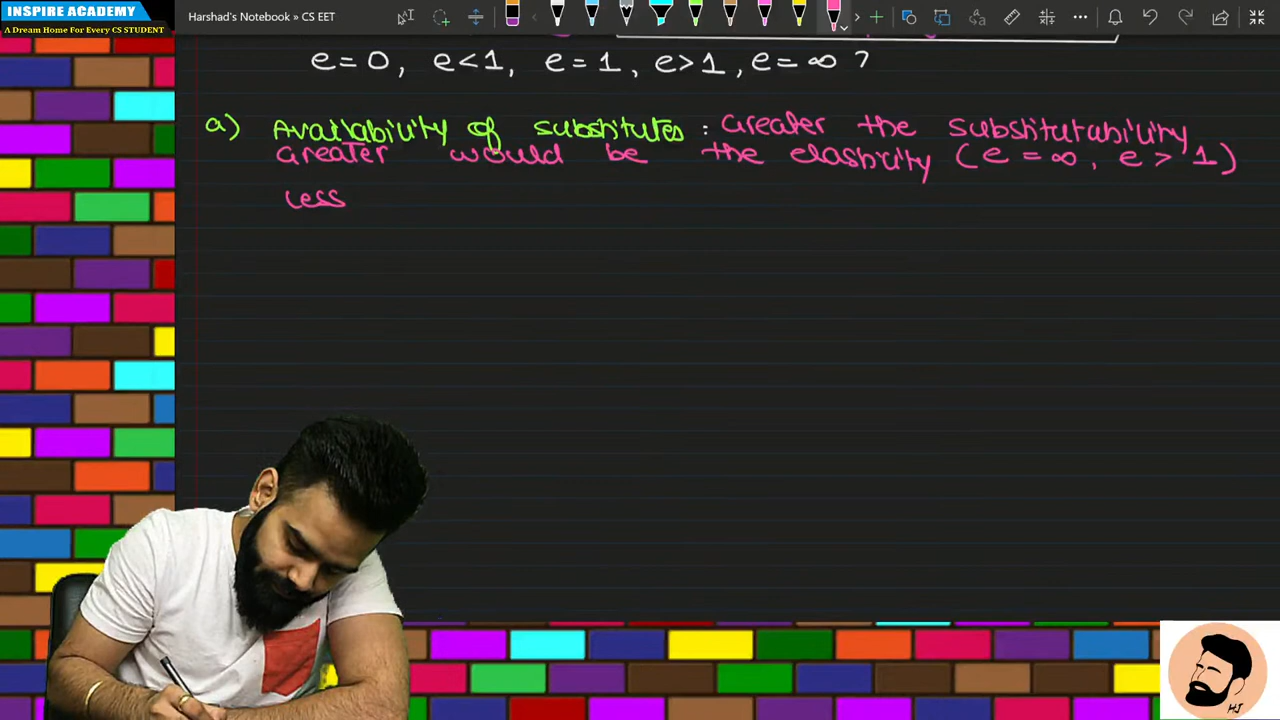 INSPIRE ACADEMY
A Dream Home For Every CS STUDENT
Harshad's Notebook » CS EET
e = 0, e < 1, e = 1, e > 1, e = ∞ ?
a) Availability of substitutes : Greater the substitutability
Greater would be the elasticity (e = ∞, e > 1)
Less
HJ